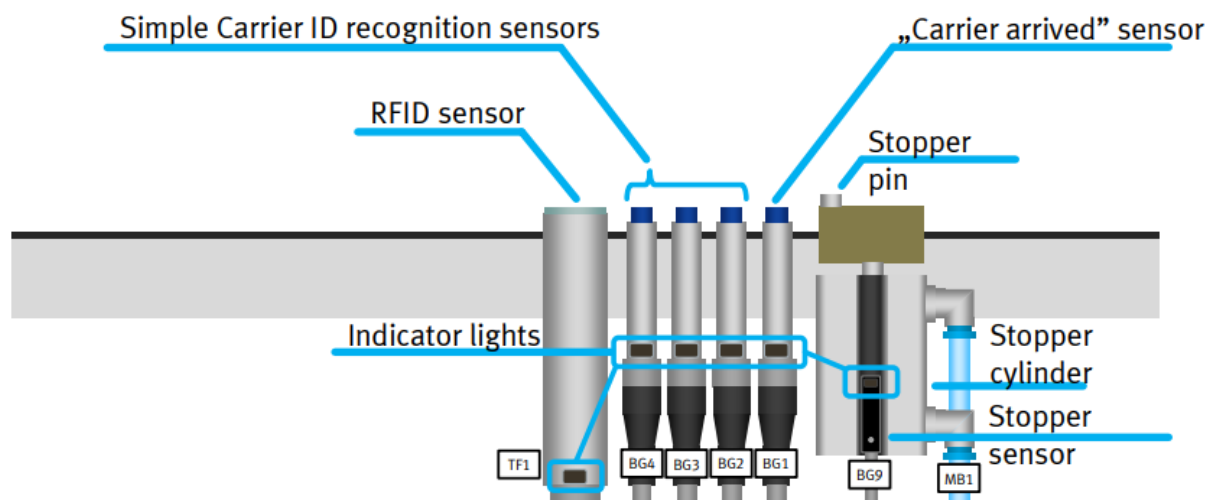 Simple Carrier ID recognition sensors
„Carrier arrived” sensor
RFID sensor
Stopper
pin
Indicator lights
Stopper
cylinder
Stopper
sensor
TF1
BG4
BG3
BG2
BG1
BG9
MB1